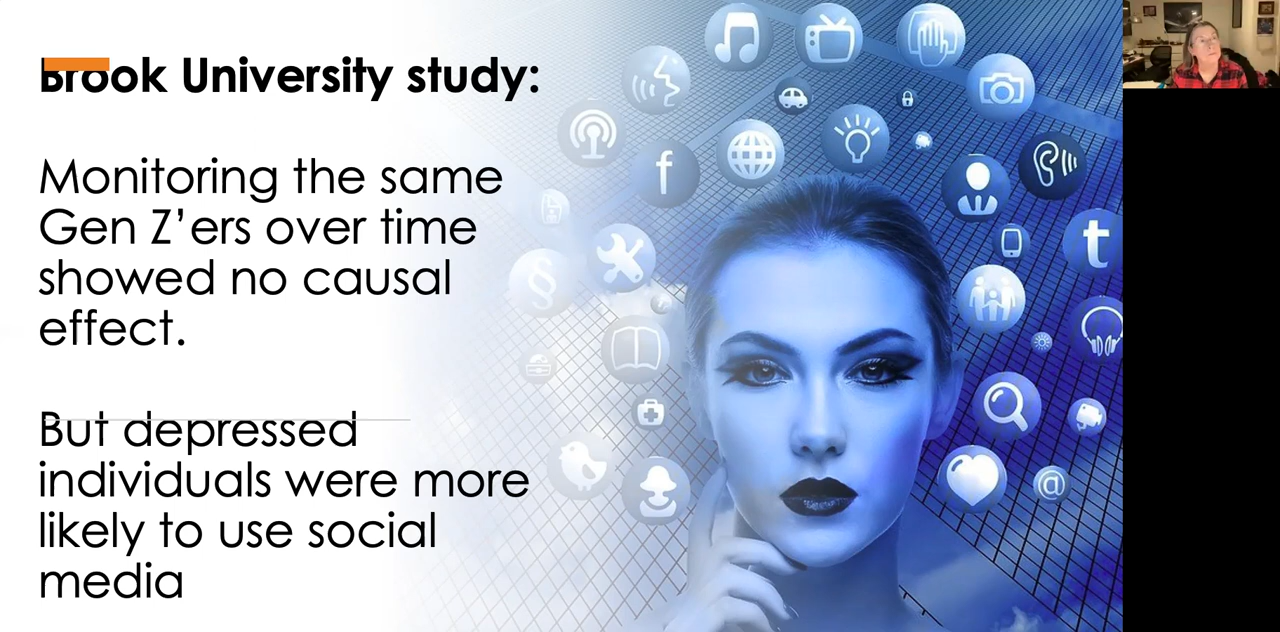 Brook University study:
Monitoring the same
Gen Z’ers over time
showed no causal
effect.
But depressed
individuals were more
likely to use social
media
f
t
§
@